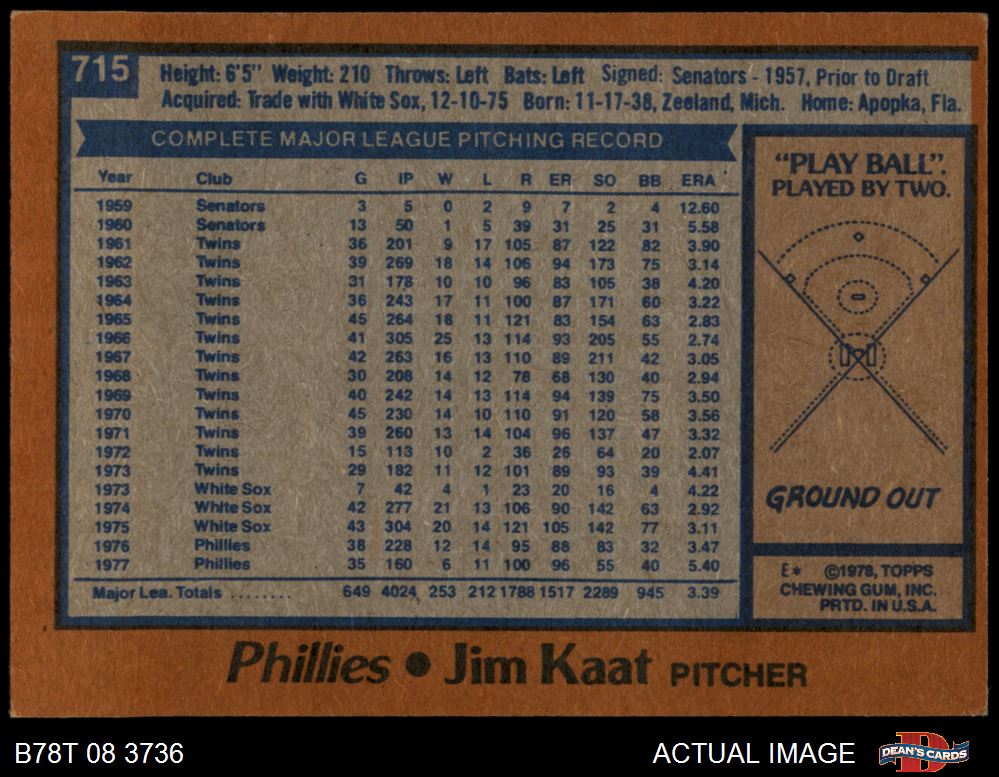 715
Height: 6'5" Weight: 210 Throws: Left Bats: Left Signed: Senators - 1957, Prior to Draft
Acquired: Trade with White Sox, 12-10-75 Born: 11-17-38, Zeeland, Mich. Home: Apopka, Fla.
COMPLETE MAJOR LEAGUE PITCHING RECORD
Year Club G IP W L R ER SO BB ERA
1959 Senators 3 5 0 2 9 7 2 4 12.60
1960 Senators 13 50 1 5 39 31 25 31 5.58
1961 Twins 36 201 9 17 105 87 122 82 3.90
1962 Twins 39 269 18 14 106 94 173 75 3.14
1963 Twins 31 178 10 10 96 83 105 38 4.20
1964 Twins 36 243 17 11 100 87 171 60 3.22
1965 Twins 45 264 18 11 121 83 154 63 2.83
1966 Twins 41 305 25 13 114 93 205 55 2.74
1967 Twins 42 263 16 13 110 89 211 42 3.05
1968 Twins 30 208 14 12 78 68 130 40 2.94
1969 Twins 40 242 14 13 114 94 139 75 3.50
1970 Twins 45 230 14 10 110 91 120 58 3.56
1971 Twins 39 260 13 14 104 96 137 47 3.32
1972 Twins 15 113 10 2 36 26 64 20 2.07
1973 Twins 29 182 11 12 101 89 93 39 4.41
1973 White Sox 7 42 4 1 23 20 16 4 4.22
1974 White Sox 42 277 21 13 106 90 142 63 2.92
1975 White Sox 43 304 20 14 121 105 142 77 3.11
1976 Phillies 38 228 12 14 95 88 83 32 3.47
1977 Phillies 35 160 6 11 100 96 55 40 5.40
Major Lea. Totals ........ 649 4024 253 212 1788 1517 2289 945 3.39
"PLAY BALL".
PLAYED BY TWO.
GROUND OUT
E* ©1978, TOPPS
CHEWING GUM, INC.
PRTD. IN U.S.A.
Phillies • Jim Kaat PITCHER
B78T 08 3736
ACTUAL IMAGE
DEAN'S CARDS